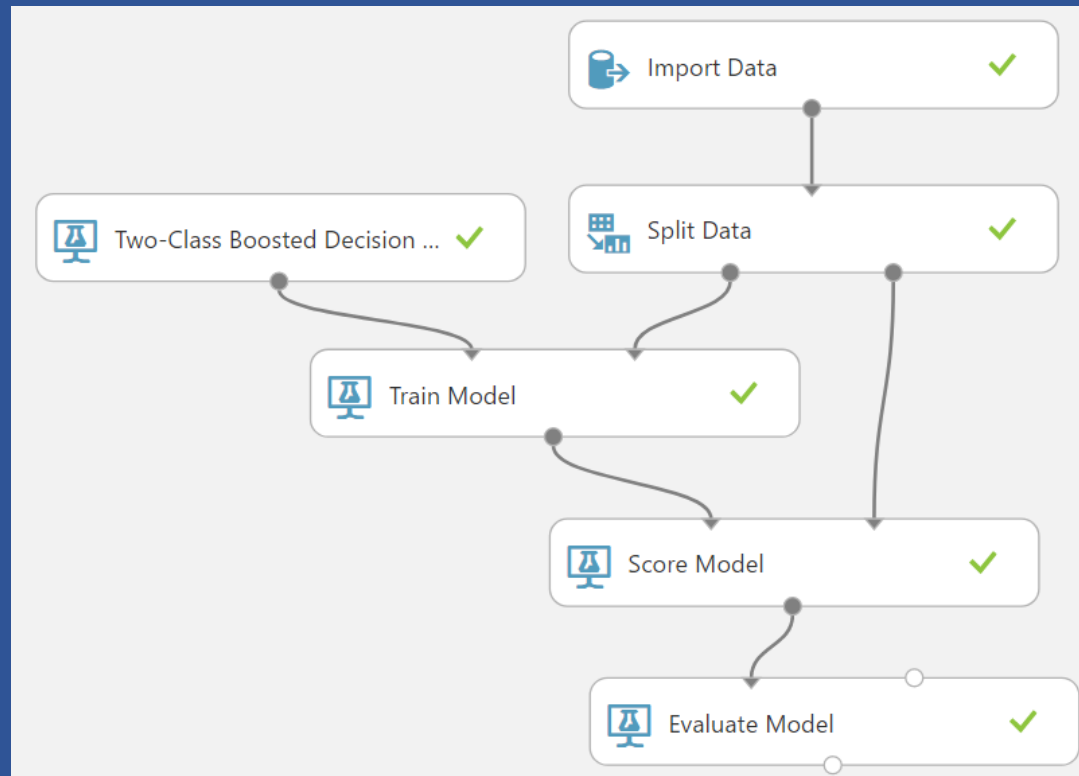 Import Data
Split Data
Two-Class Boosted Decision ...
Train Model
Score Model
Evaluate Model